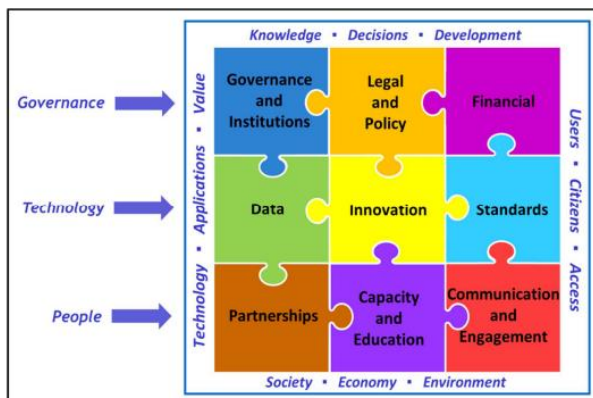 Knowledge ▪ Decisions ▪ Development
Governance
Technology
People
Technology ▪ Applications ▪ Value
Governance
and
Institutions
Legal
and
Policy
Financial
Data
Innovation
Standards
Partnerships
Capacity
and
Education
Communication
and
Engagement
Users ▪ Citizens ▪ Access
Society ▪ Economy ▪ Environment